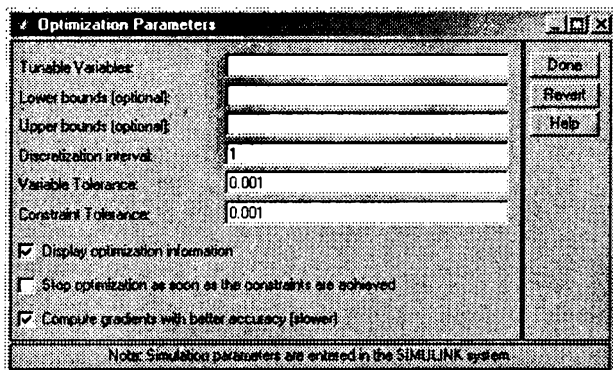 Optimization Parameters
Tunable Variables:
Lower bounds (optional):
Upper bounds (optional):
Discretization interval: 1
Variable Tolerance: 0.001
Constraint Tolerance: 0.001
Display optimization information
Stop optimization as soon as the constraints are achieved
Compute gradients with better accuracy (slower)
Done
Revert
Help
Note: Simulation parameters are entered in the SIMULINK system